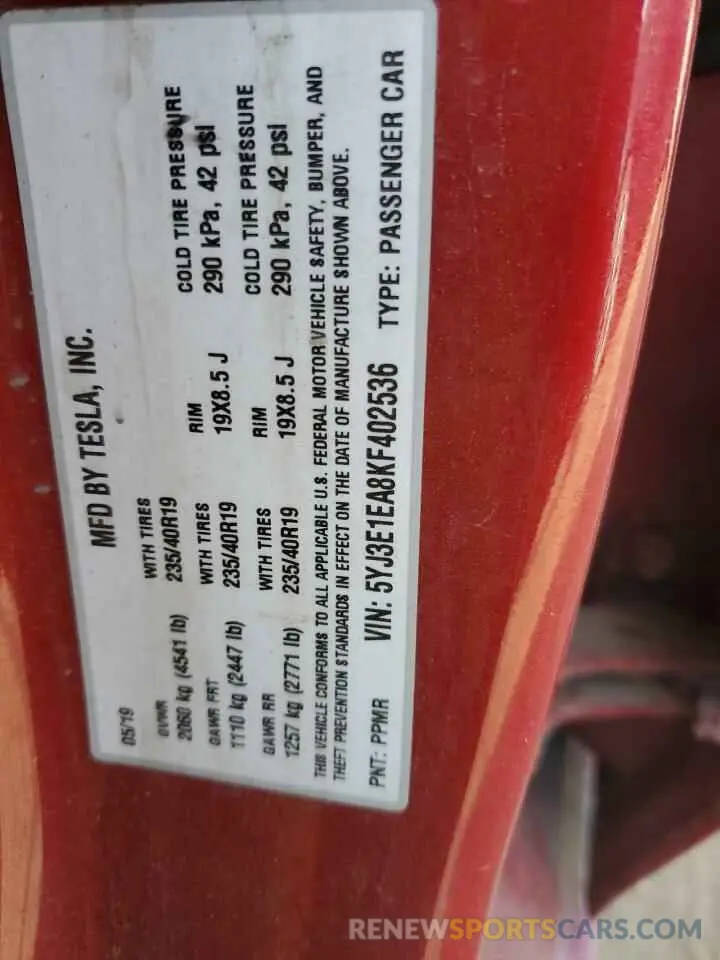 MFD BY TESLA, INC.
05/19
GVWR WITH TIRES
2060 kg (4541 lb) 235/40R19
GAWR FRT WITH TIRES RIM COLD TIRE PRESSURE
1110 kg (2447 lb) 235/40R19 19X8.5 J 290 kPa, 42 psI
GAWR RR WITH TIRES RIM COLD TIRE PRESSURE
1257 kg (2771 lb) 235/40R19 19X8.5 J 290 kPa, 42 psI
THIS VEHICLE CONFORMS TO ALL APPLICABLE U.S. FEDERAL MOTOR VEHICLE SAFETY, BUMPER, AND
THEFT PREVENTION STANDARDS IN EFFECT ON THE DATE OF MANUFACTURE SHOWN ABOVE.
PNT: PPMR VIN: 5YJ3E1EA8KF402536 TYPE: PASSENGER CAR
RENEWSPORTSCARS.COM